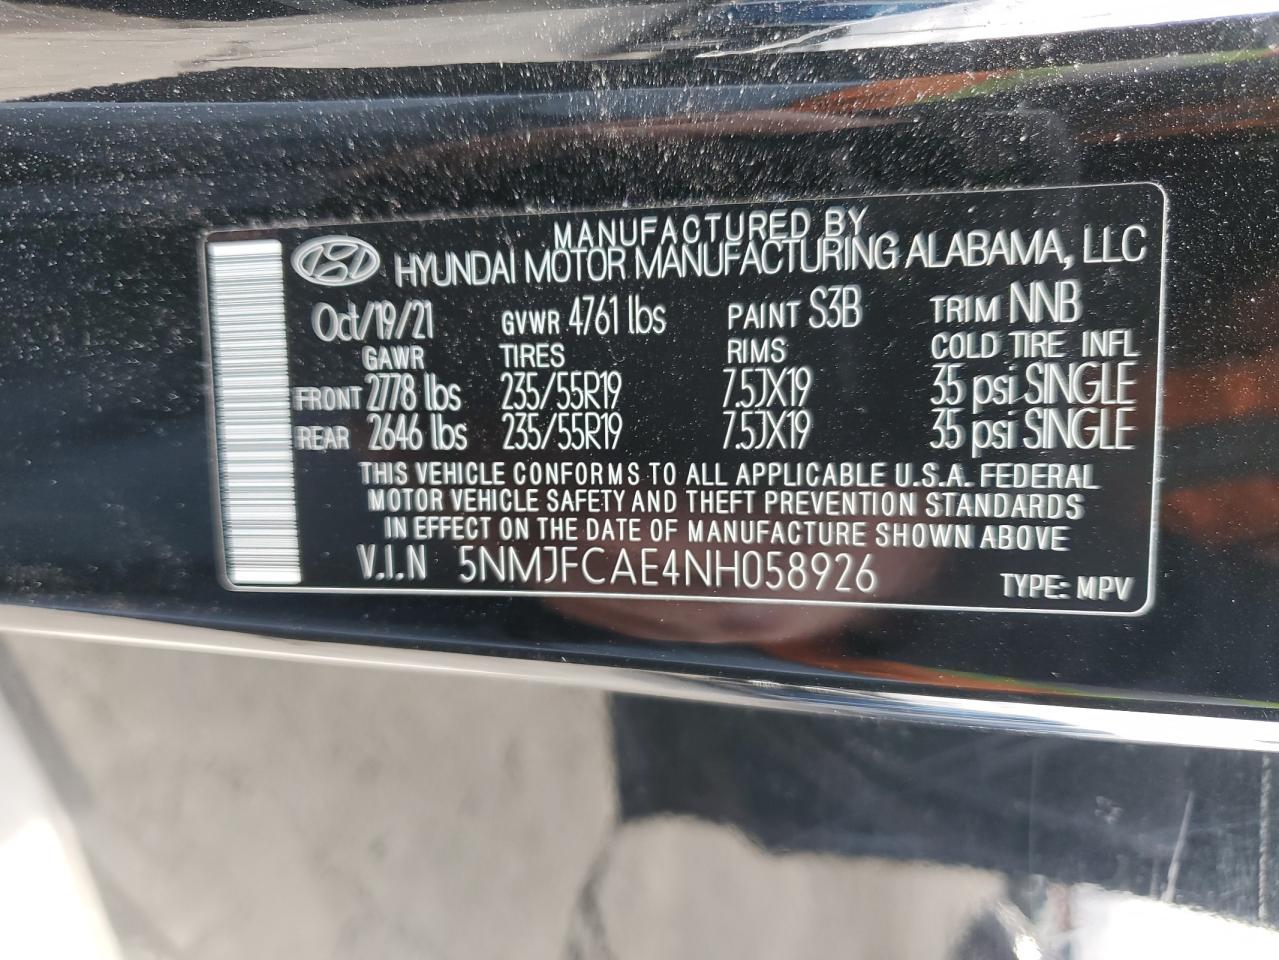 MANUFACTURED BY
HYUNDAI MOTOR MANUFACTURING ALABAMA, LLC
Oct/19/21 GVWR 4761 lbs PAINT S3B TRIM NNB
GAWR TIRES RIMS COLD TIRE INFL
FRONT 2778 lbs 235/55R19 7.5JX19 35 psi SINGLE
REAR 2646 lbs 235/55R19 7.5JX19 35 psi SINGLE
THIS VEHICLE CONFORMS TO ALL APPLICABLE U.S.A. FEDERAL
MOTOR VEHICLE SAFETY AND THEFT PREVENTION STANDARDS
IN EFFECT ON THE DATE OF MANUFACTURE SHOWN ABOVE
V.I.N 5NMJFCAE4NH058926 TYPE: MPV